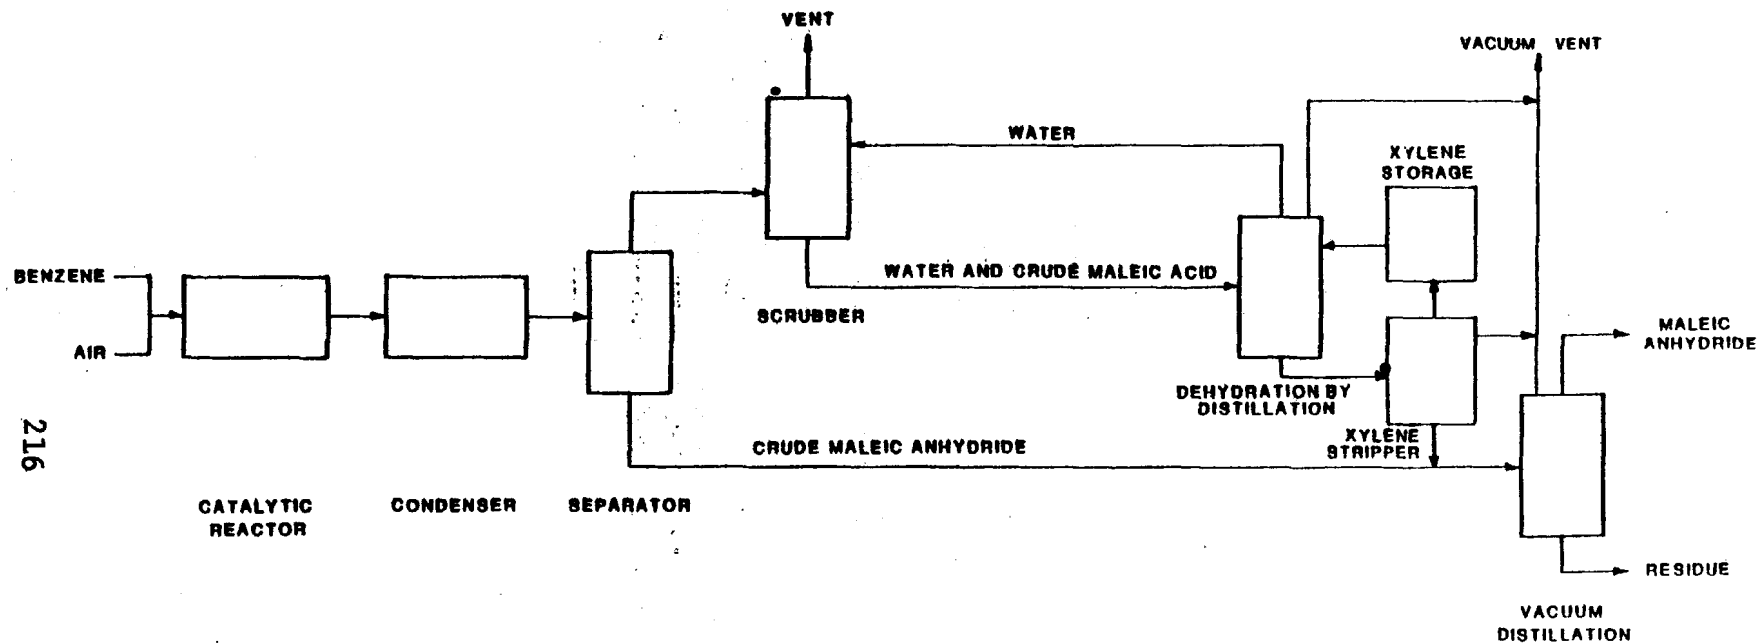 VENT
VACUUM VENT
WATER
XYLENE
STORAGE
BENZENE
WATER AND CRUDE MALEIC ACID
SCRUBBER
AIR
MALEIC
ANHYDRIDE
DEHYDRATION BY
DISTILLATION
XYLENE
STRIPPER
CRUDE MALEIC ANHYDRIDE
216
CATALYTIC
REACTOR
CONDENSER
SEPARATOR
RESIDUE
VACUUM
DISTILLATION